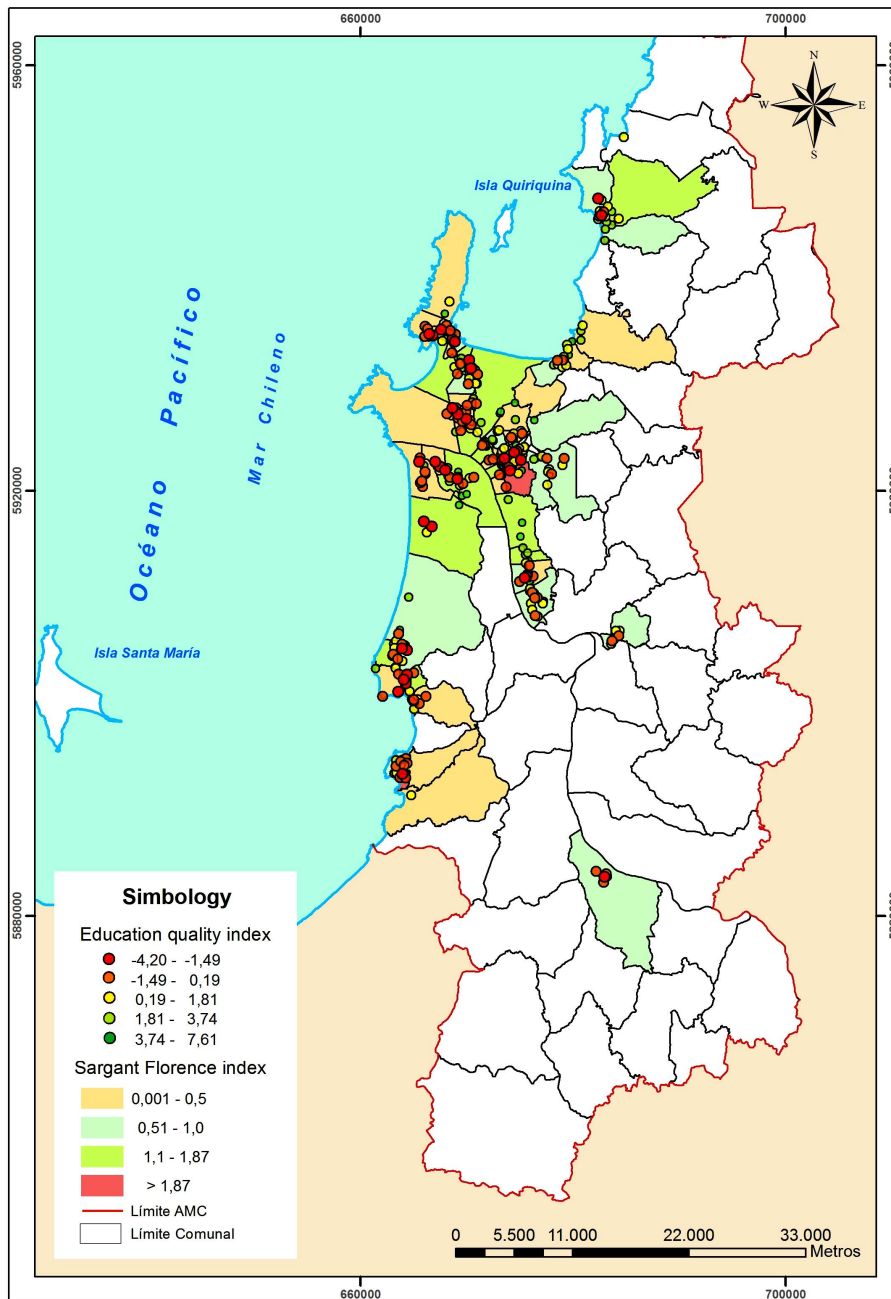 660000
700000
5960000
N
W
E
S
Isla Quiriquina
Océano Pacífico
Mar Chileno
5920000
Isla Santa María
5880000
Simbology
Education quality index
-4,20 - -1,49
-1,49 - 0,19
0,19 - 1,81
1,81 - 3,74
3,74 - 7,61
Sargant Florence index
0,001 - 0,5
0,51 - 1,0
1,1 - 1,87
> 1,87
Límite AMC
Límite Comunal
0 5.500 11.000 22.000 33.000
Metros
660000
700000